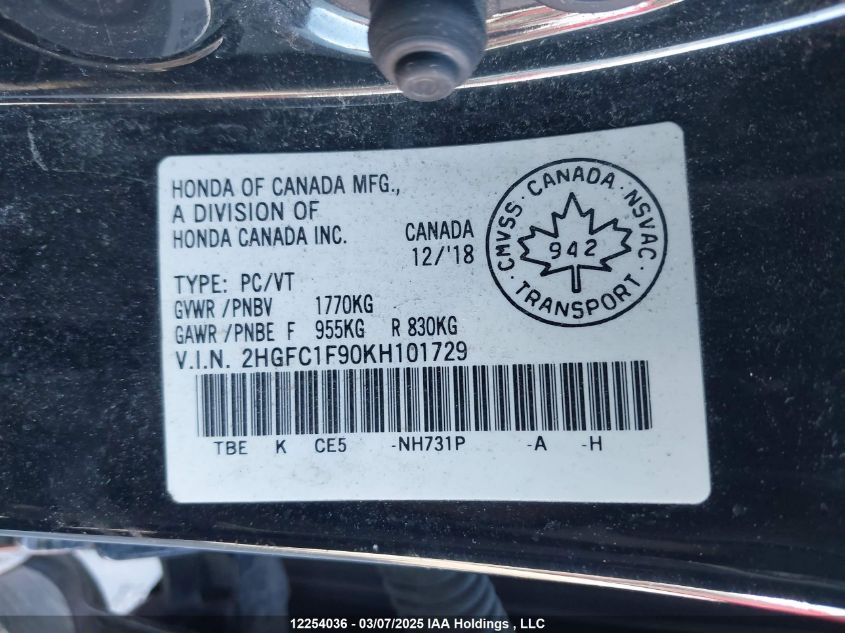 HONDA OF CANADA MFG.,
A DIVISION OF
HONDA CANADA INC.
CANADA
12/'18
CMVSS · CANADA · NSVAC
942
· TRANSPORT ·
TYPE: PC/VT
GVWR /PNBV 1770KG
GAWR /PNBE F 955KG R 830KG
V.I.N. 2HGFC1F90KH101729
TBE K CE5 -NH731P -A -H
12254036 - 03/07/2025 IAA Holdings , LLC